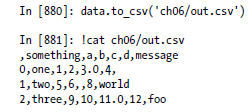 In [880]: data.to_csv('ch06/out.csv')
In [881]: !cat ch06/out.csv
,something,a,b,c,d,message
0,one,1,2,3.0,4,
1,two,5,6,,8,world
2,three,9,10,11.0,12,foo